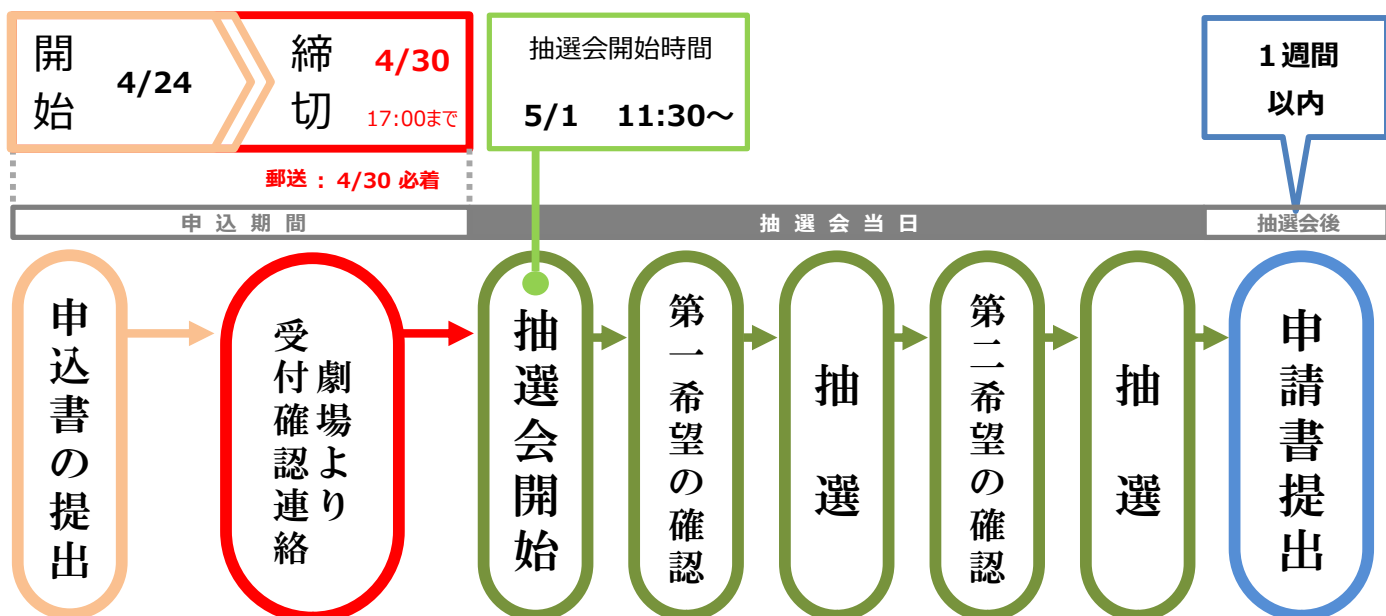 開始
4/24
締切
4/30
17:00まで
郵送 : 4/30 必着
抽選会開始時間
5/1 11:30～
１週間
以内
申込期間
抽選会当日
抽選会後
申込書の提出
劇場より
受付確認連絡
抽選会開始
第一希望の確認
抽選
第二希望の確認
抽選
申請書提出